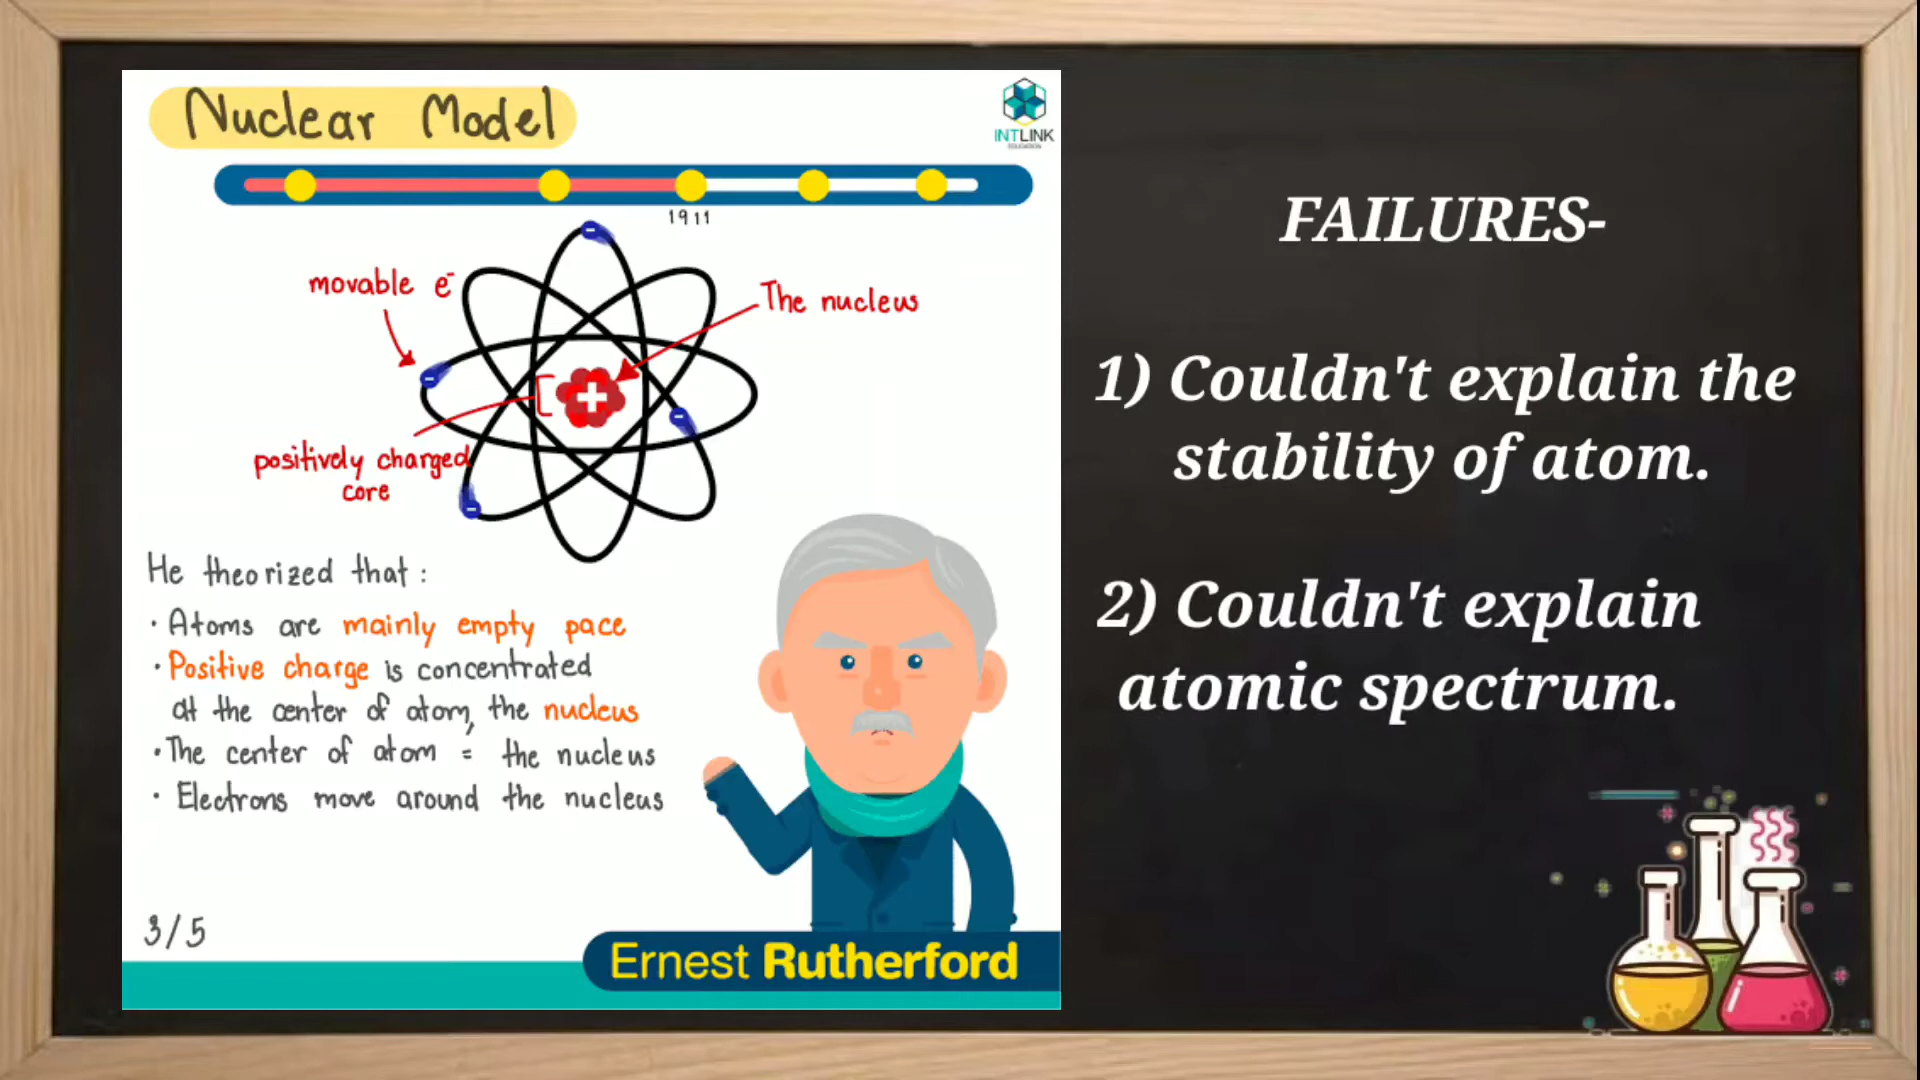 Nuclear Model
INTLINK
EDUCATION
1911
movable e⁻
The nucleus
positively charged
core
He theorized that :
• Atoms are mainly empty pace
• Positive charge is concentrated
at the center of atom, the nucleus
• The center of atom = the nucleus
• Electrons move around the nucleus
3/5
Ernest Rutherford
FAILURES-
1) Couldn't explain the
stability of atom.
2) Couldn't explain
atomic spectrum.